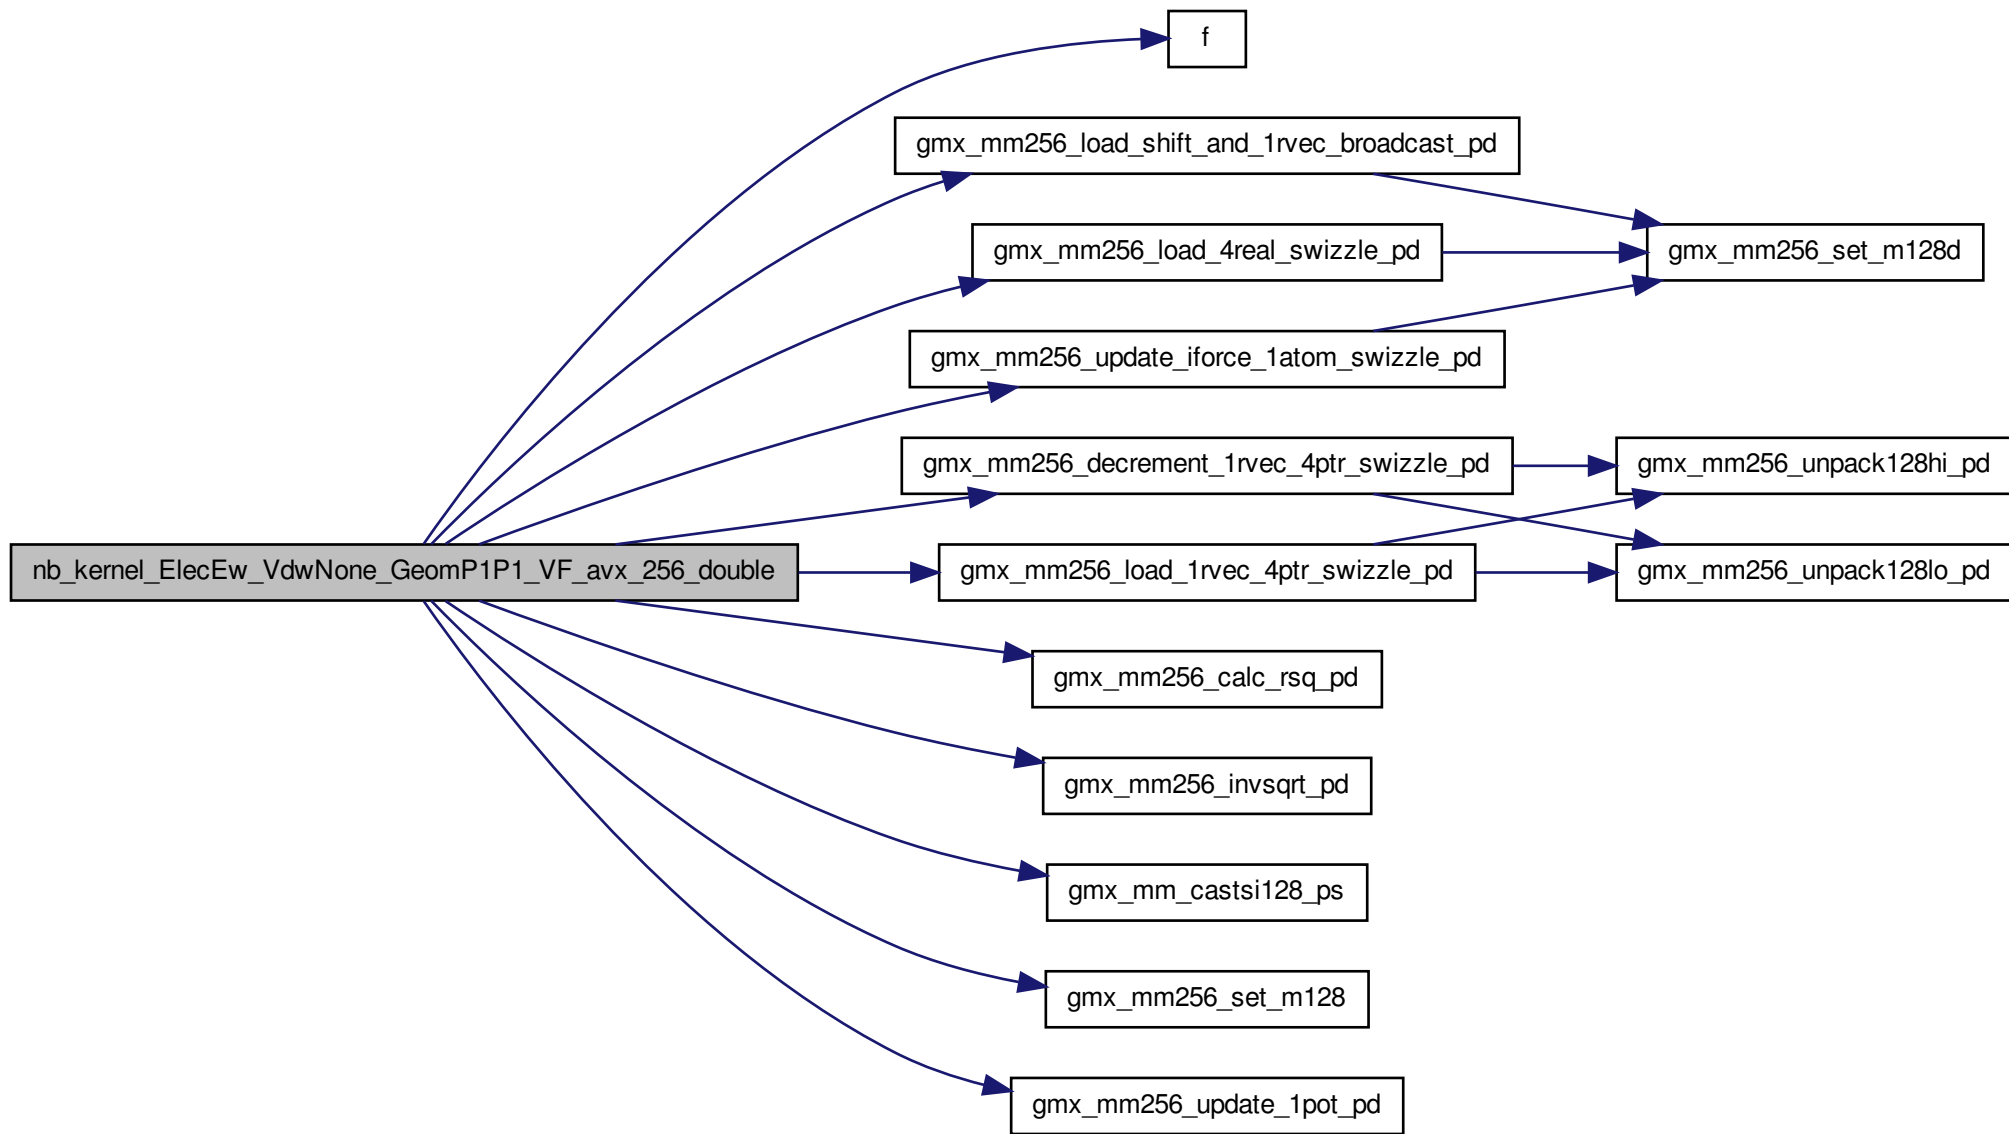 f
gmx_mm256_load_shift_and_1rvec_broadcast_pd
gmx_mm256_load_4real_swizzle_pd
gmx_mm256_set_m128d
gmx_mm256_update_iforce_1atom_swizzle_pd
gmx_mm256_decrement_1rvec_4ptr_swizzle_pd
gmx_mm256_unpack128hi_pd
nb_kernel_ElecEw_VdwNone_GeomP1P1_VF_avx_256_double
gmx_mm256_load_1rvec_4ptr_swizzle_pd
gmx_mm256_unpack128lo_pd
gmx_mm256_calc_rsq_pd
gmx_mm256_invsqrt_pd
gmx_mm_castsi128_ps
gmx_mm256_set_m128
gmx_mm256_update_1pot_pd